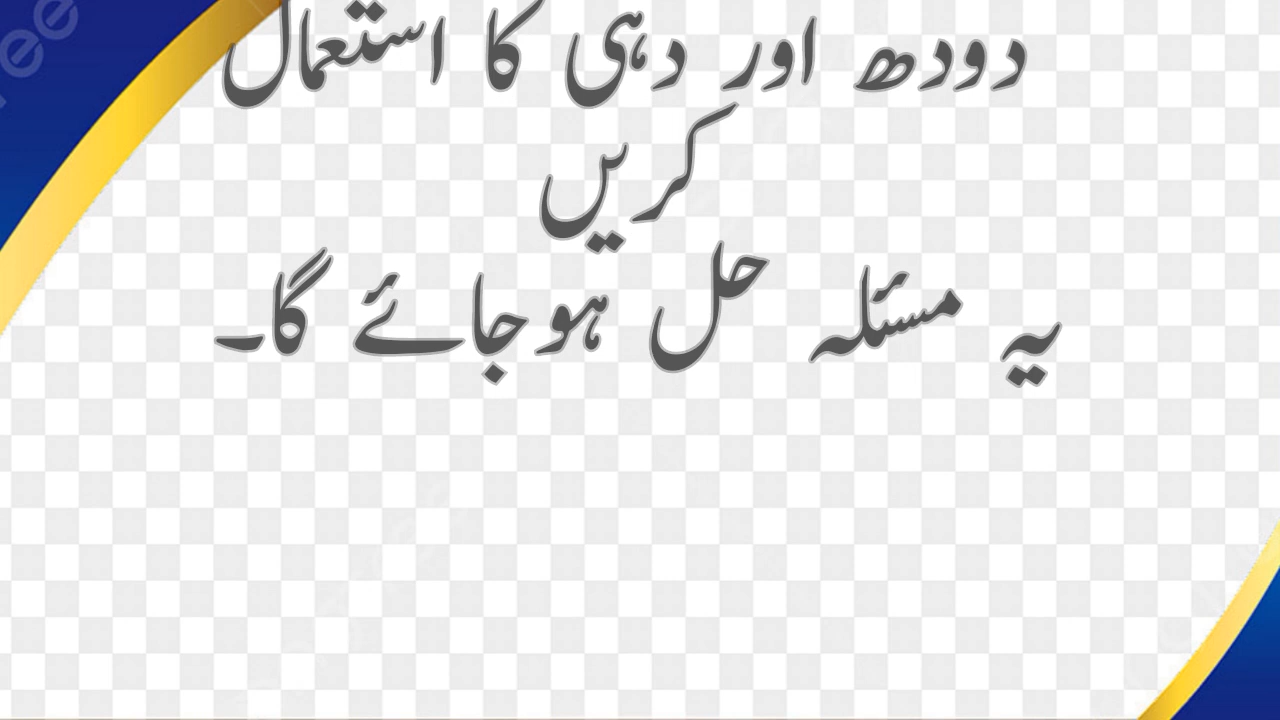 دودھ اور دہی کا استعمال
کریں
یہ مسئلہ حل ہوجائے گا۔